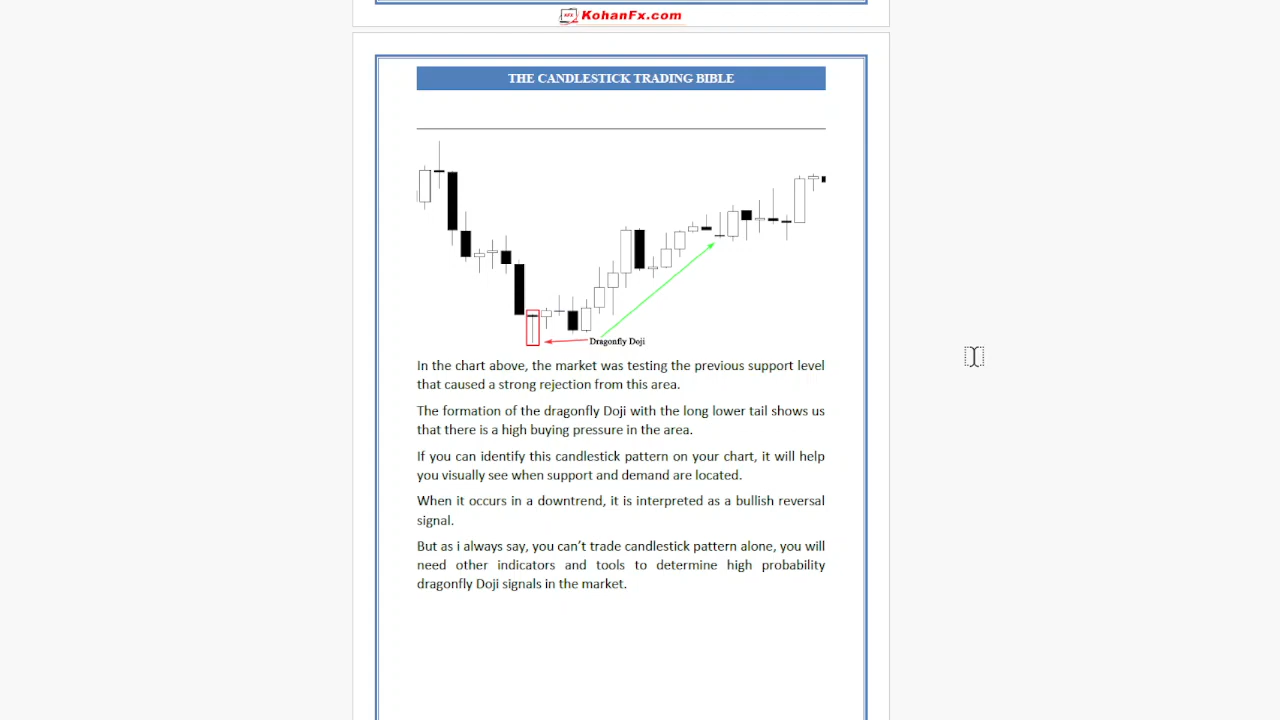 KFX KohanFx.com
THE CANDLESTICK TRADING BIBLE
Dragonfly Doji
In the chart above, the market was testing the previous support level
that caused a strong rejection from this area.
The formation of the dragonfly Doji with the long lower tail shows us
that there is a high buying pressure in the area.
If you can identify this candlestick pattern on your chart, it will help
you visually see when support and demand are located.
When it occurs in a downtrend, it is interpreted as a bullish reversal
signal.
But as i always say, you can’t trade candlestick pattern alone, you will
need other indicators and tools to determine high probability
dragonfly Doji signals in the market.